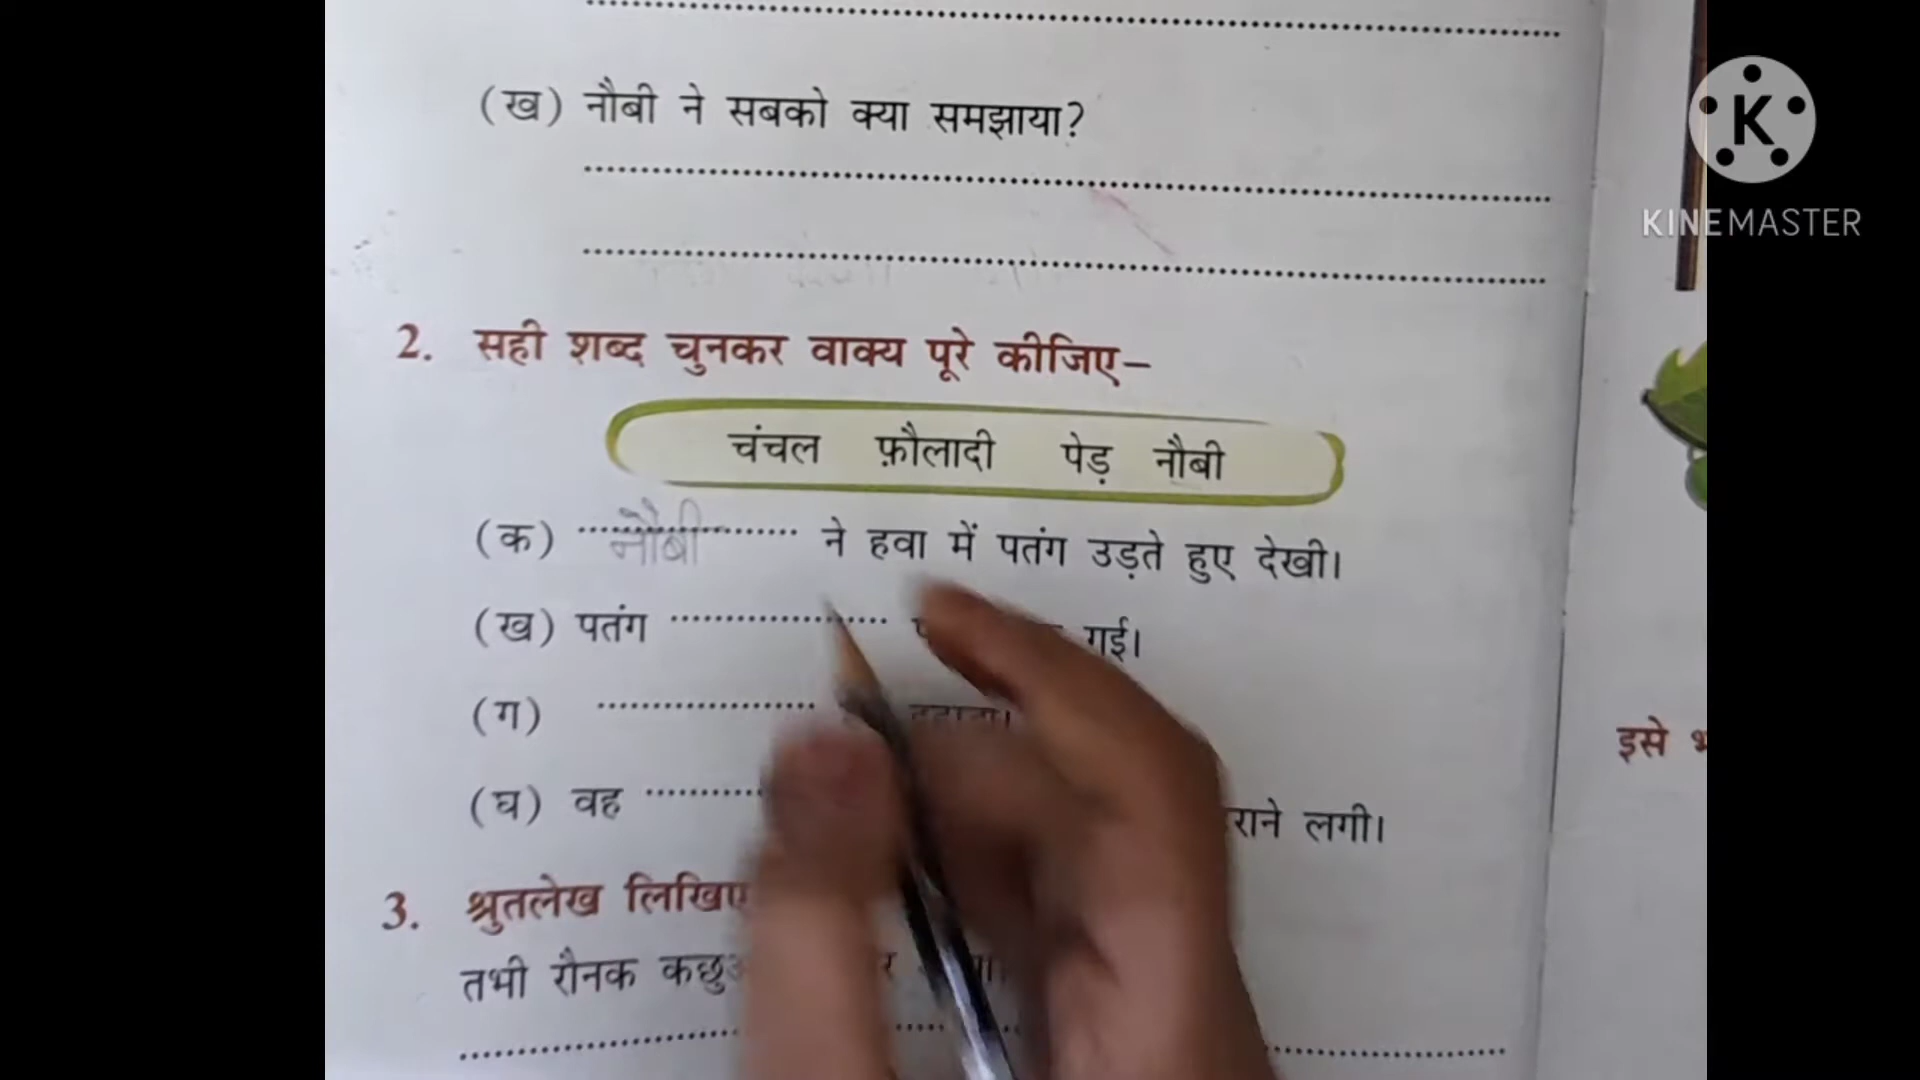 (ख) नौबी ने सबको क्या समझाया?
K
KINEMASTER
2. सही शब्द चुनकर वाक्य पूरे कीजिए–
चंचल फ़ौलादी पेड़ नौबी
(क) नौबी ने हवा में पतंग उड़ते हुए देखी।
(ख) पतंग गई।
(ग)
इसे
(घ) वह लगी।
3. श्रुतलेख लिखिए
तभी रौनक